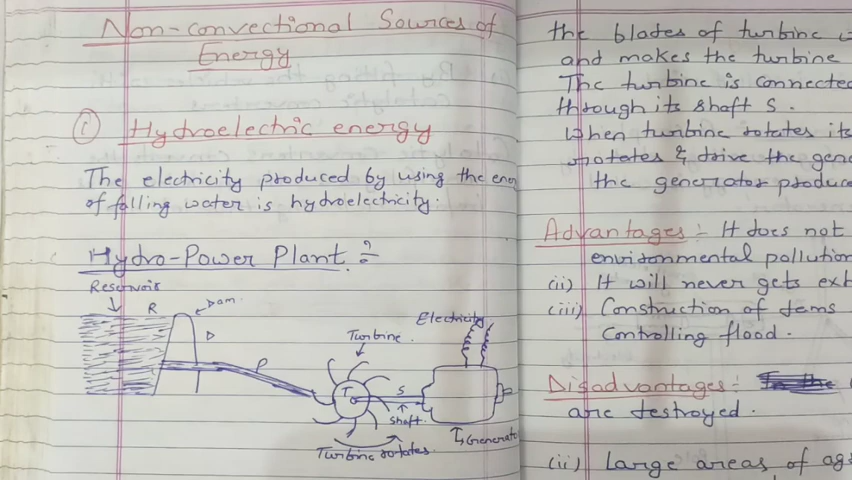 Non-convectional Sources of
Energy
(i) Hydroelectric energy
The electricity produced by using the
of falling water is hydroelectricity.
Hydro-Power Plant :-
Reservoir
R
Dam
D
P
Turbine
T
S
shaft
Electricity
Turbine rotates.
the blades of turbine
and makes the turbine
The turbine is connected
through its shaft S.
When turbine rotates its
rotates & drive the
the generator
Advantages :- It does not
environmental pollution
(ii) It will never gets
(iii) Construction of dems
Controlling flood.
Disadvantages :-
are destroyed.
(ii) Large areas of